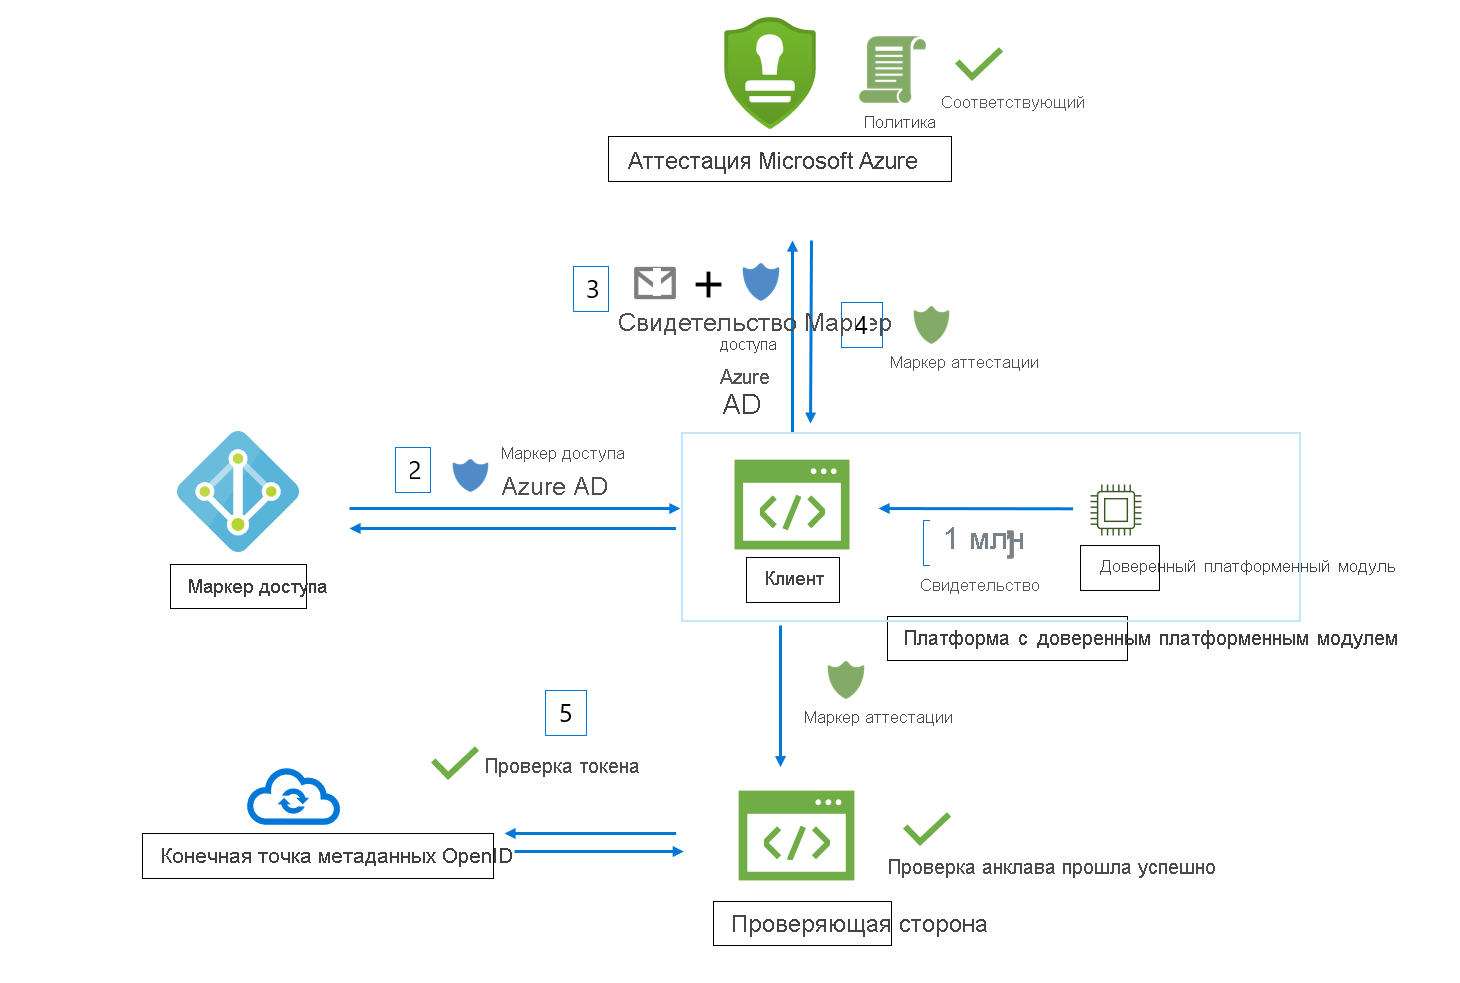 Соответствующий
Политика
Аттестация Microsoft Azure
3
Свидетельство Маркер
доступа
Azure
AD
4
Маркер аттестации
2
Маркер доступа
Azure AD
Маркер доступа
Клиент
1 млн
Свидетельство
Доверенный платформенный модуль
Платформа с доверенным платформенным модулем
Маркер аттестации
5
Проверка токена
Конечная точка метаданных OpenID
Проверка анклава прошла успешно
Проверяющая сторона